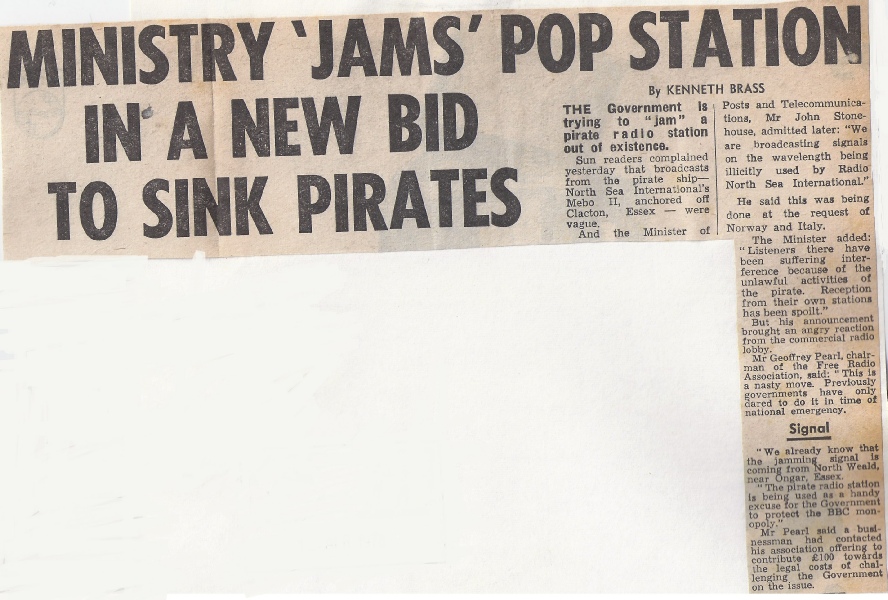 MINISTRY 'JAMS' POP STATION
IN A NEW BID
TO SINK PIRATES
By KENNETH BRASS
THE Government is
trying to "jam" a
pirate radio station
out of existence.
Sun readers complained
yesterday that broadcasts
from the pirate ship—
North Sea International's
Mebo II, anchored off
Clacton, Essex — were
vague.
And the Minister of
Posts and Telecommunica-
tions, Mr John Stone-
house, admitted later: "We
are broadcasting signals
on the wavelength being
illicitly used by Radio
North Sea International."
He said this was being
done at the request of
Norway and Italy.
The Minister added:
"Listeners there have
been suffering inter-
ference because of the
unlawful activities of
the pirate. Reception
from their own stations
has been spoilt."
But his announcement
brought an angry reaction
from the commercial radio
lobby.
Mr Geoffrey Pearl, chair-
man of the Free Radio
Association, said: "This is
a nasty move. Previously
governments have only
dared to do it in time of
national emergency.
Signal
"We already know that
the jamming signal is
coming from North Weald,
near Ongar, Essex.
"The pirate radio station
is being used as a handy
excuse for the Government
to protect the BBC mon-
opoly."
Mr Pearl said a busi-
nessman had contacted
his association offering to
contribute £100 towards
the legal costs of chal-
lenging the Government
on the issue.